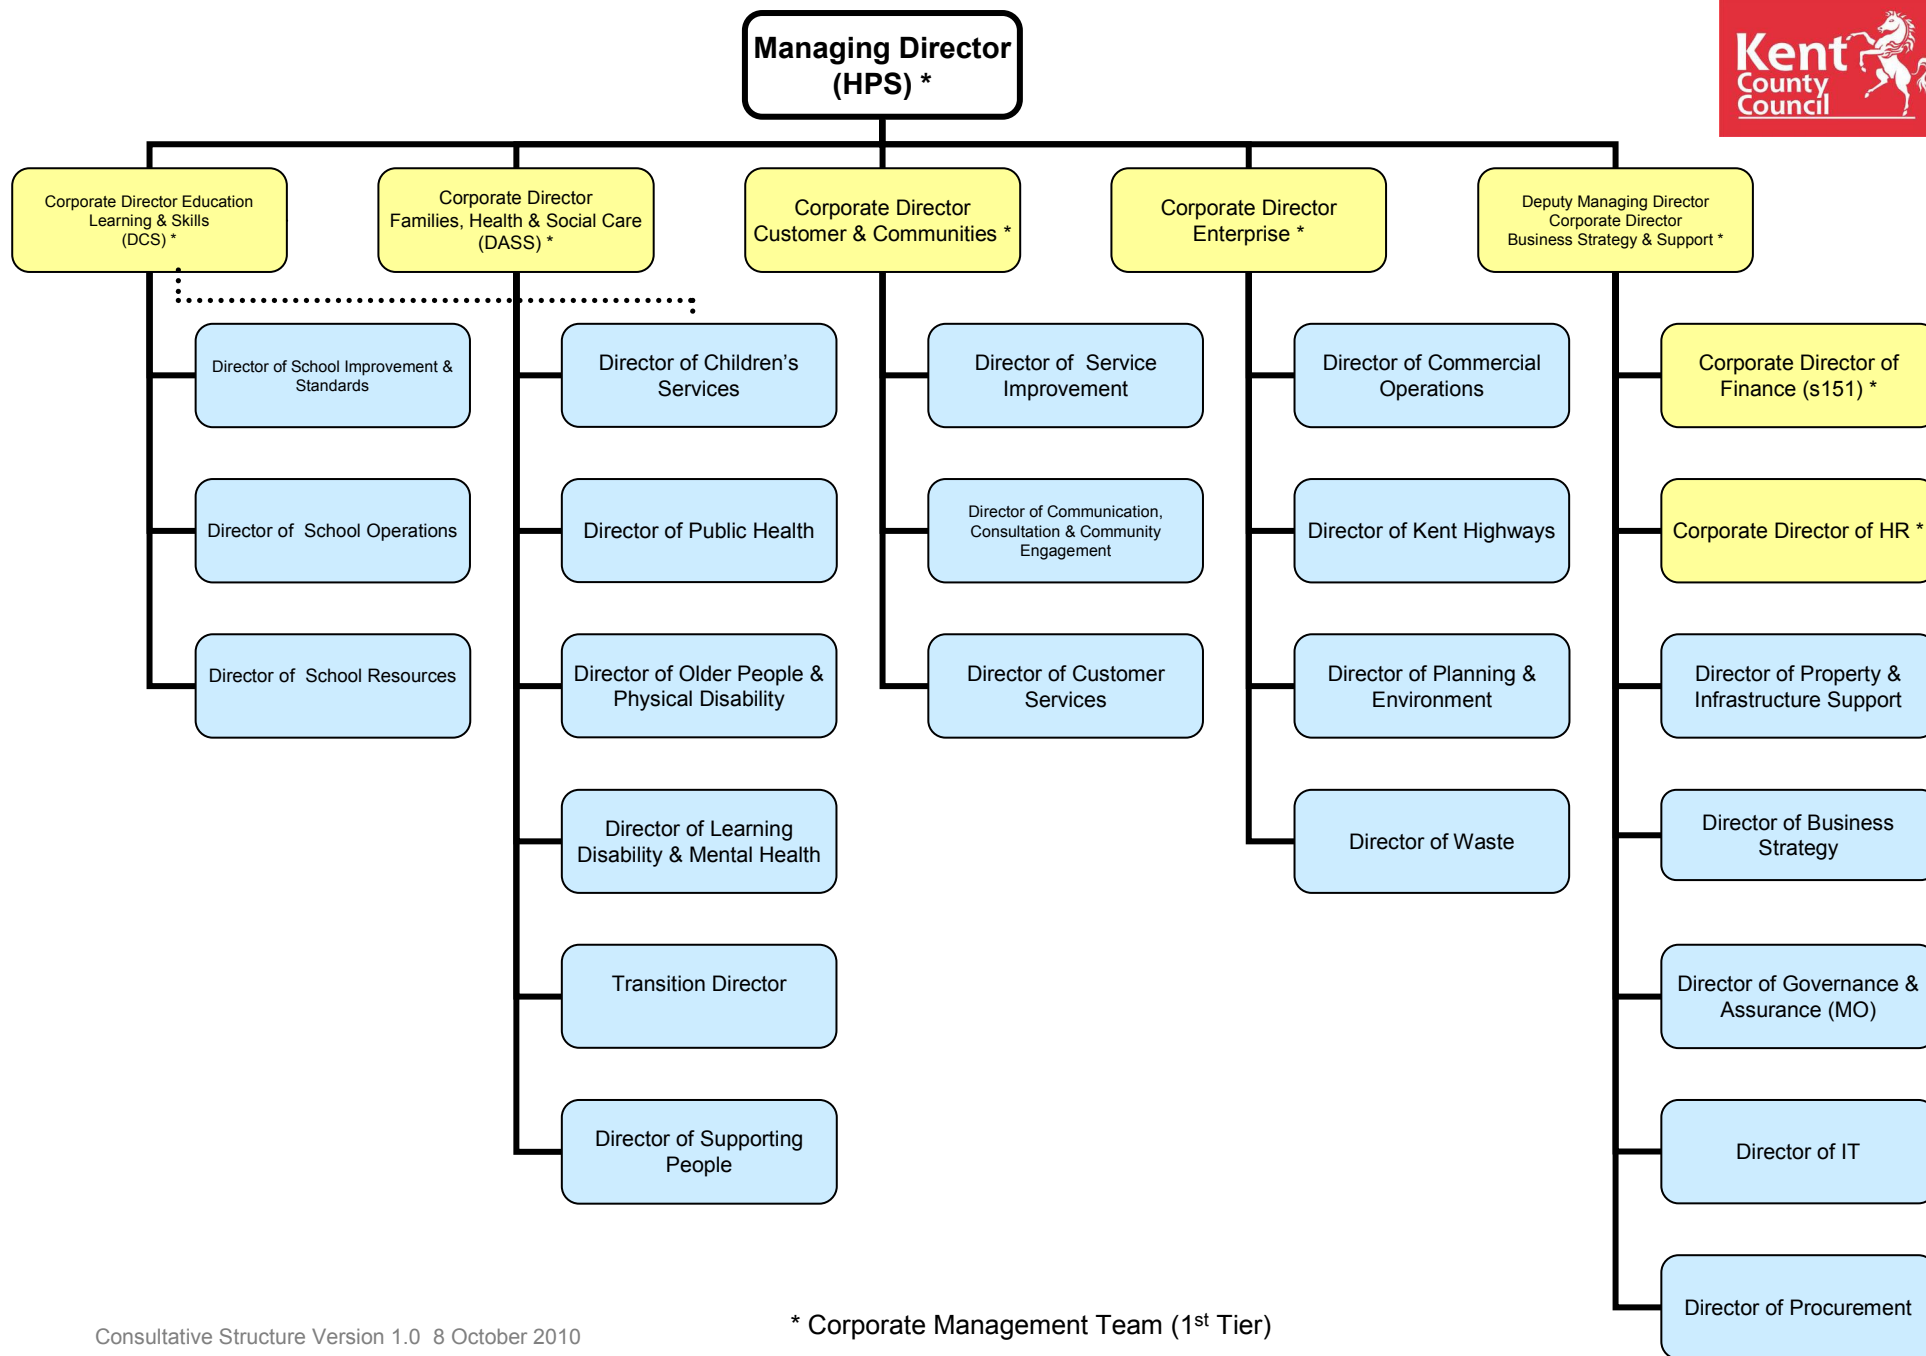 Managing Director
(HPS) *
Kent
County
Council
Corporate Director Education
Learning & Skills
(DCS) *
Corporate Director
Families, Health & Social Care
(DASS) *
Corporate Director
Customer & Communities *
Corporate Director
Enterprise *
Deputy Managing Director
Corporate Director
Business Strategy & Support *
Director of School Improvement &
Standards
Director of School Operations
Director of School Resources
Director of Children's
Services
Director of Public Health
Director of Older People &
Physical Disability
Director of Learning
Disability & Mental Health
Transition Director
Director of Supporting
People
Director of Service
Improvement
Director of Communication,
Consultation & Community
Engagement
Director of Customer
Services
Director of Commercial
Operations
Director of Kent Highways
Director of Planning &
Environment
Director of Waste
Corporate Director of
Finance (s151) *
Corporate Director of HR *
Director of Property &
Infrastructure Support
Director of Business
Strategy
Director of Governance &
Assurance (MO)
Director of IT
Director of Procurement
Consultative Structure Version 1.0 8 October 2010
* Corporate Management Team (1st Tier)